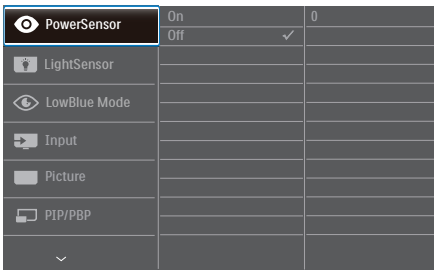 PowerSensor
On
0
Off
LightSensor
LowBlue Mode
Input
Picture
PIP/PBP